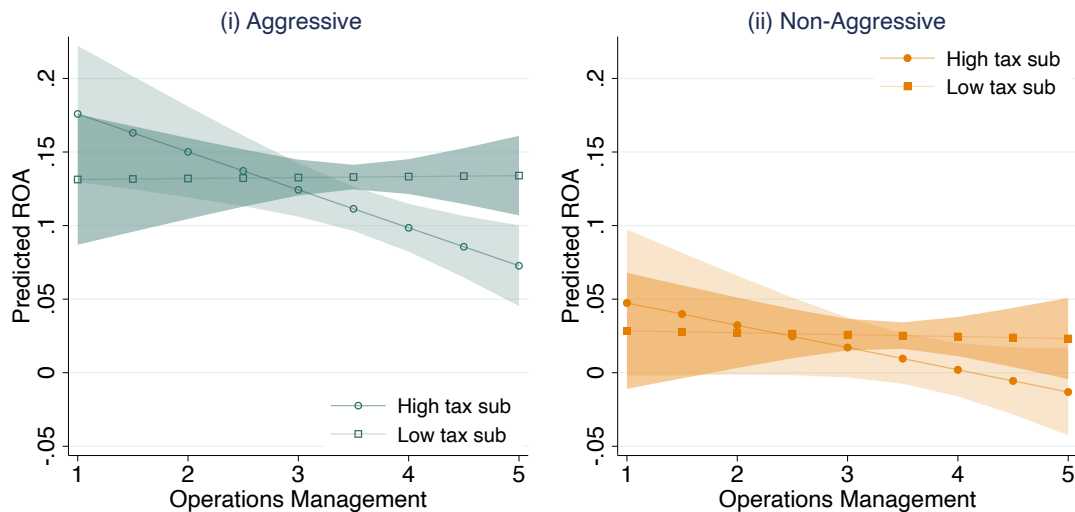 (i) Aggressive
.2
.15
.1
.05
0
-.05
Predicted ROA
High tax sub
Low tax sub
1 2 3 4 5
Operations Management
(ii) Non-Aggressive
High tax sub
Low tax sub
.2
.15
.1
.05
0
-.05
Predicted ROA
1 2 3 4 5
Operations Management